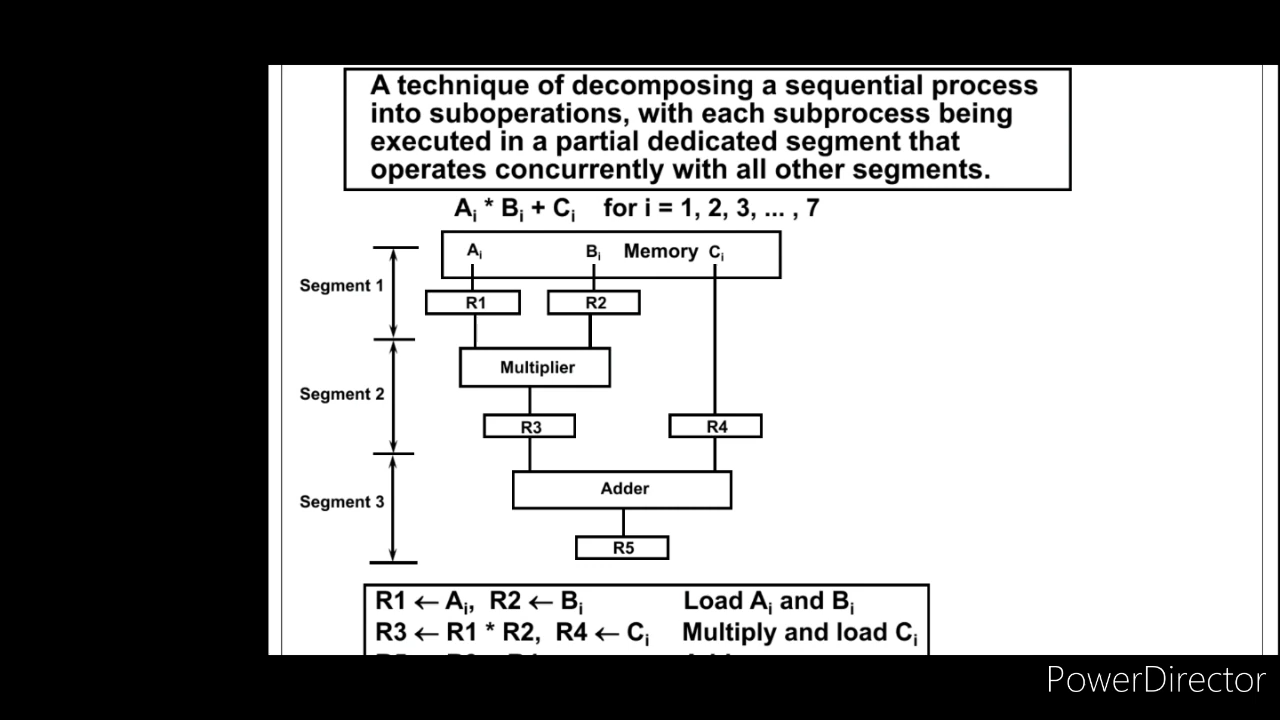 A technique of decomposing a sequential process
into suboperations, with each subprocess being
executed in a partial dedicated segment that
operates concurrently with all other segments.
Ai * Bi + Ci for i = 1, 2, 3, ... , 7
Ai Bi Memory Ci
Segment 1
R1 R2
Multiplier
Segment 2
R3 R4
Adder
Segment 3
R5
R1 ← Ai, R2 ← Bi Load Ai and Bi
R3 ← R1 * R2, R4 ← Ci Multiply and load Ci
PowerDirector